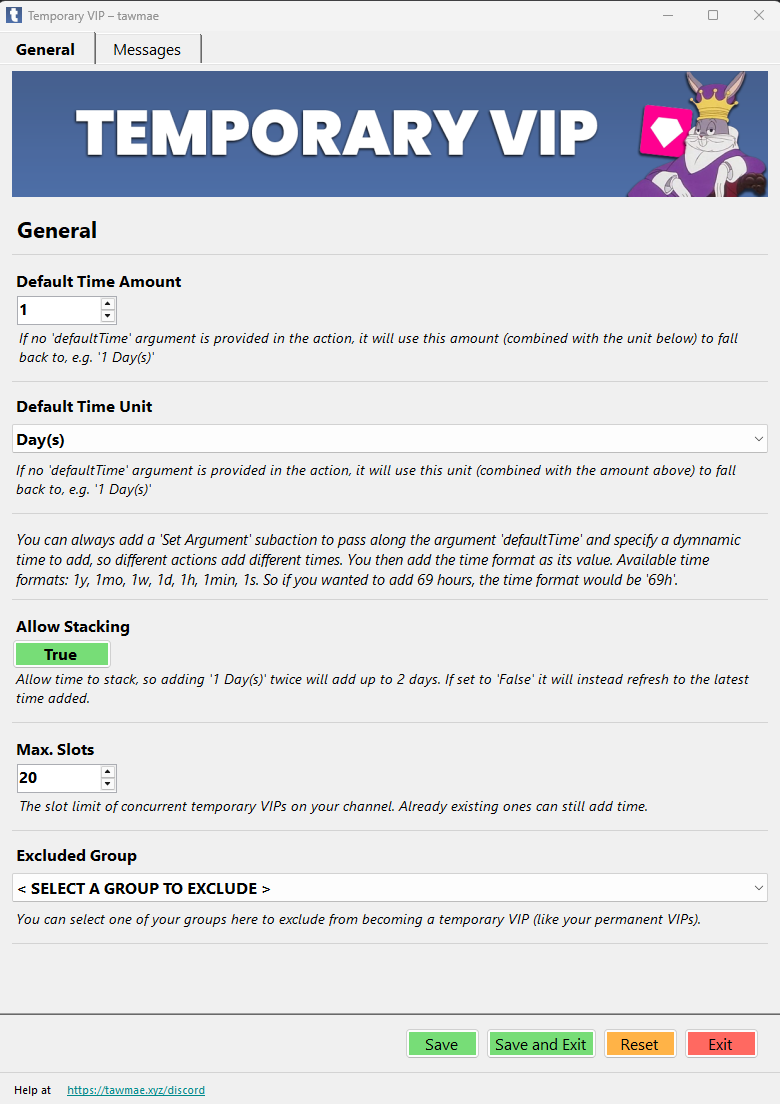 Temporary VIP – tawmae
General
Messages
TEMPORARY VIP
General
Default Time Amount
1
If no 'defaultTime' argument is provided in the action, it will use this amount (combined with the unit below) to fall
back to, e.g. '1 Day(s)'
Default Time Unit
Day(s)
If no 'defaultTime' argument is provided in the action, it will use this unit (combined with the amount above) to fall
back to, e.g. '1 Day(s)'
You can always add a 'Set Argument' subaction to pass along the argument 'defaultTime' and specify a dymnamic
time to add, so different actions add different times. You then add the time format as its value. Available time
formats: 1y, 1mo, 1w, 1d, 1h, 1min, 1s. So if you wanted to add 69 hours, the time format would be '69h'.
Allow Stacking
True
Allow time to stack, so adding '1 Day(s)' twice will add up to 2 days. If set to 'False' it will instead refresh to the latest
time added.
Max. Slots
20
The slot limit of concurrent temporary VIPs on your channel. Already existing ones can still add time.
Excluded Group
< SELECT A GROUP TO EXCLUDE >
You can select one of your groups here to exclude from becoming a temporary VIP (like your permanent VIPs).
Save
Save and Exit
Reset
Exit
Help at
https://tawmae.xyz/discord